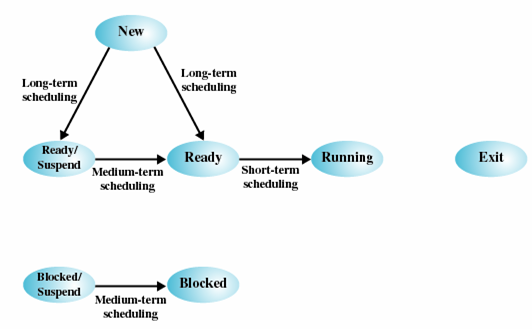 New
Long-term
scheduling
Long-term
scheduling
Ready/
Suspend
Ready
Running
Exit
Medium-term
scheduling
Short-term
scheduling
Blocked/
Suspend
Blocked
Medium-term
scheduling